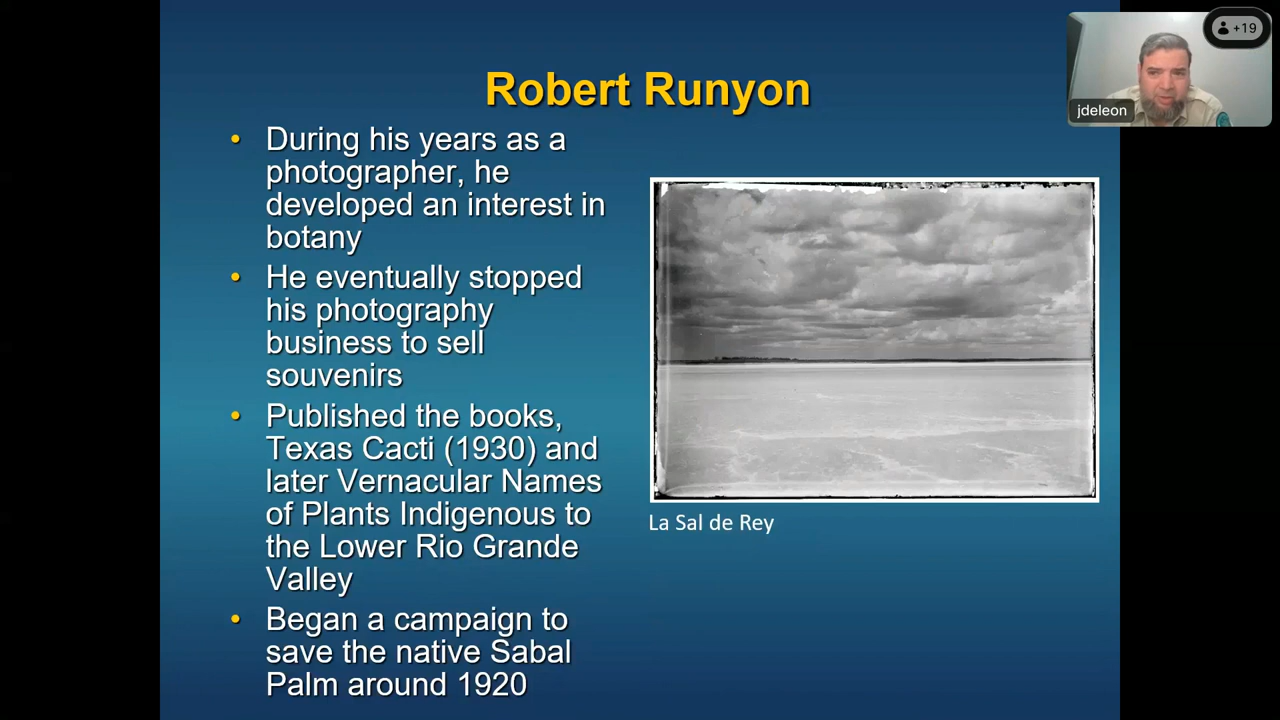 Robert Runyon
• During his years as a
photographer, he
developed an interest in
botany
• He eventually stopped
his photography
business to sell
souvenirs
• Published the books,
Texas Cacti (1930) and
later Vernacular Names
of Plants Indigenous to
the Lower Rio Grande
Valley
• Began a campaign to
save the native Sabal
Palm around 1920
La Sal de Rey
+19
jdeleon